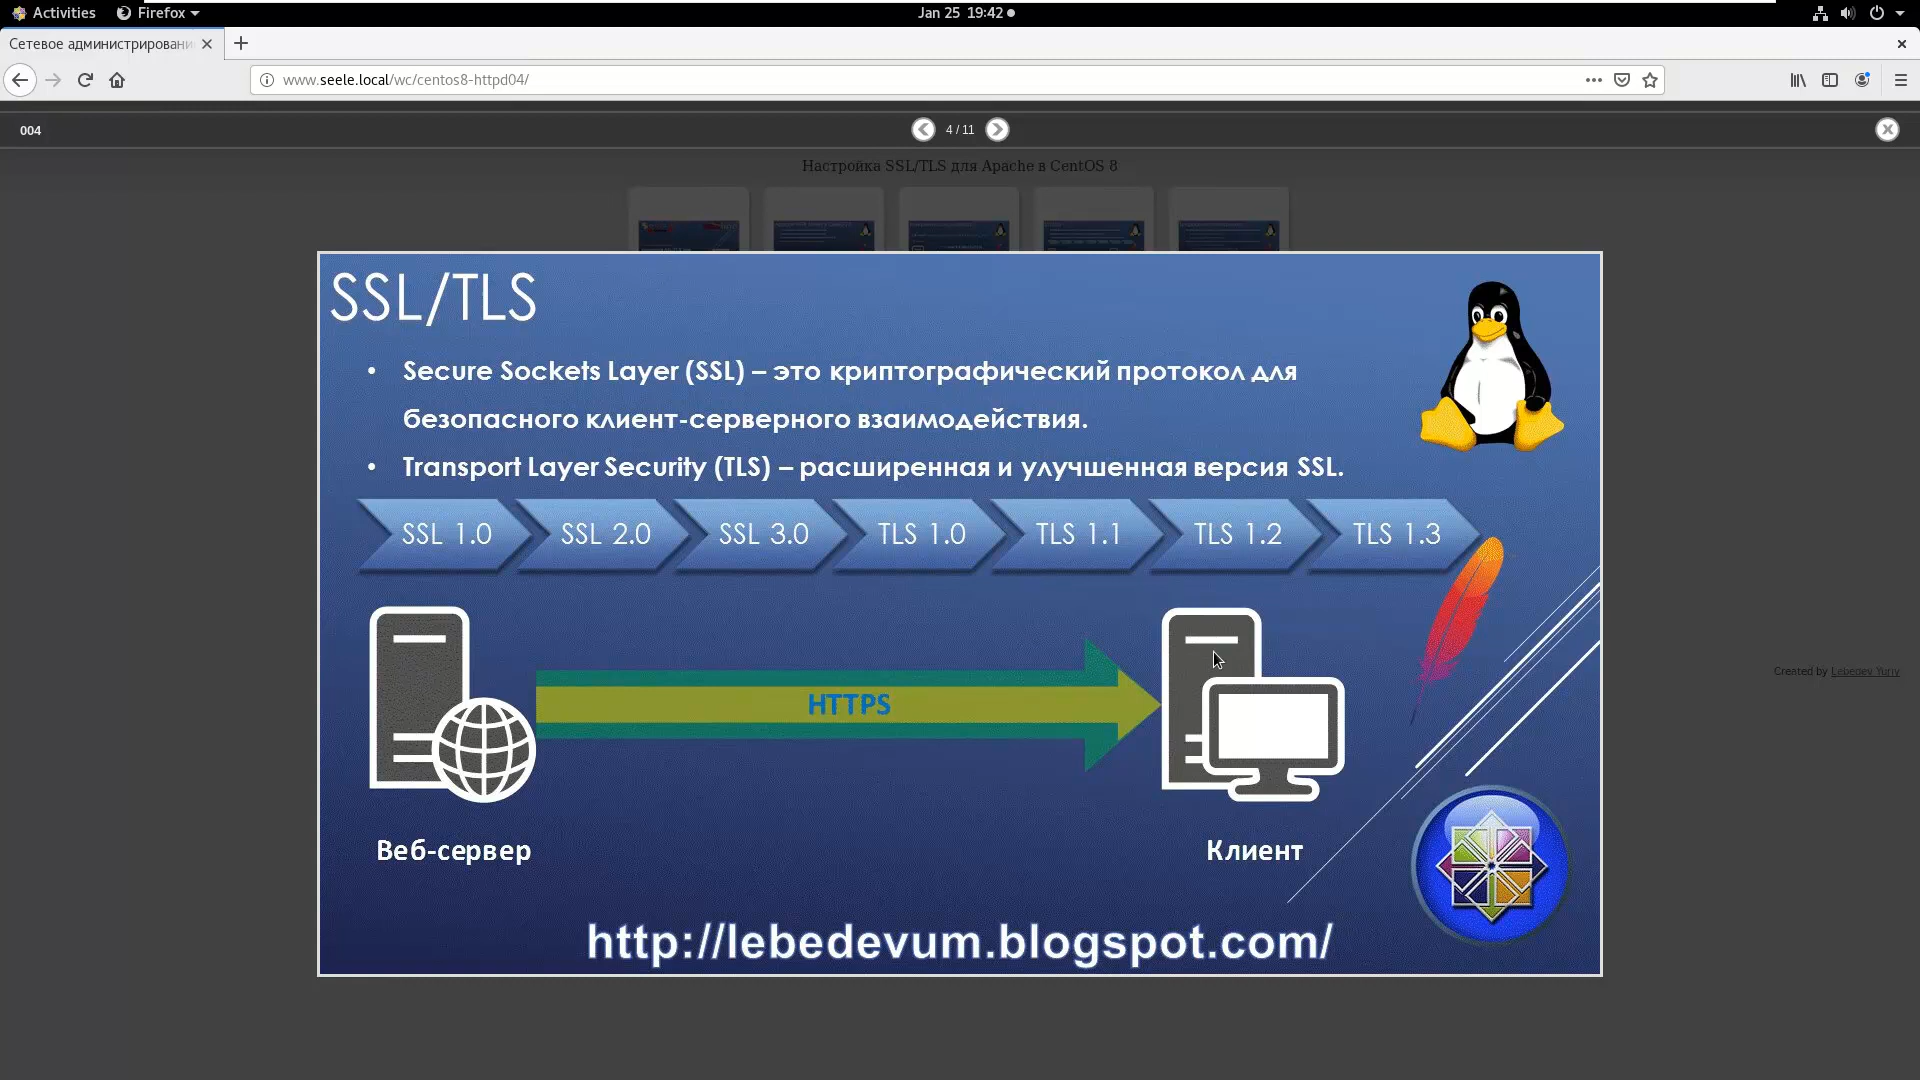 Activities
Firefox
Jan 25 19:42
Сетевое администрировани
www.seele.local/wc/centos8-httpd04/
004
4 / 11
Настройка SSL/TLS для Apache в CentOS 8
SSL/TLS
• Secure Sockets Layer (SSL) – это криптографический протокол для
безопасного клиент-серверного взаимодействия.
• Transport Layer Security (TLS) – расширенная и улучшенная версия SSL.
SSL 1.0
SSL 2.0
SSL 3.0
TLS 1.0
TLS 1.1
TLS 1.2
TLS 1.3
HTTPS
Created by Lebedev Yuriy
Веб-сервер
Клиент
http://lebedevum.blogspot.com/